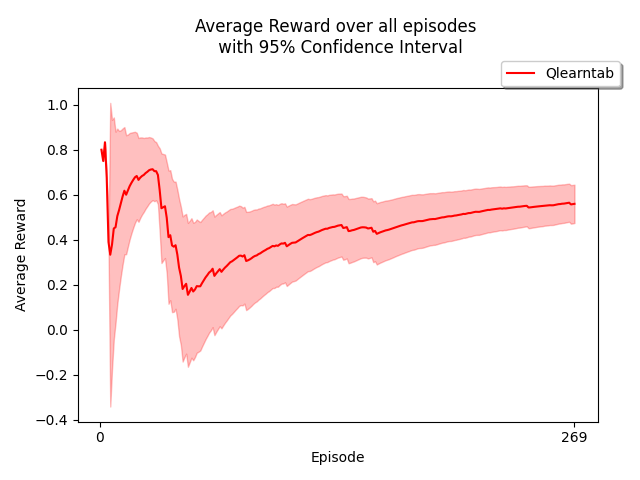 Average Reward over all episodes
with 95% Confidence Interval
Qlearntab
1.0
0.8
0.6
0.4
0.2
0.0
−0.2
−0.4
Average Reward
0
269
Episode